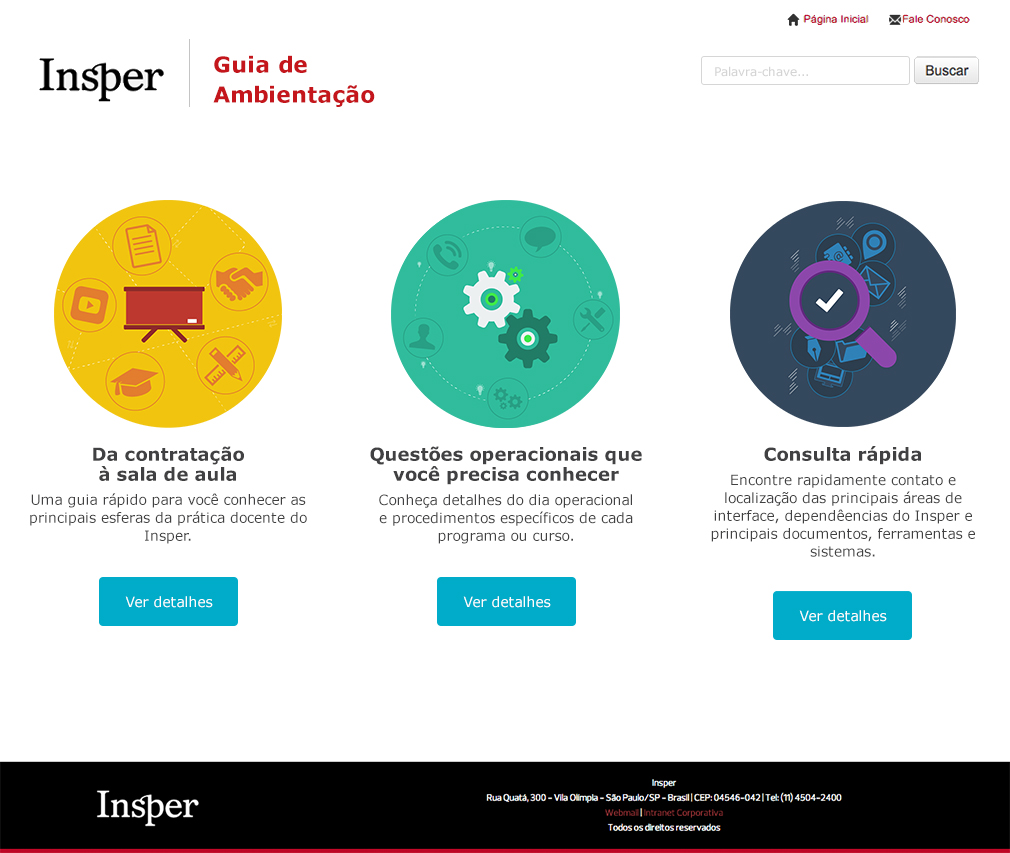 Página Inicial Fale Conosco
Insper
Guia de
Ambientação
Palavra-chave...
Buscar
Da contratação
à sala de aula
Uma guia rápido para você conhecer as
principais esferas da prática docente do
Insper.
Ver detalhes
Questões operacionais que
você precisa conhecer
Conheça detalhes do dia operacional
e procedimentos específicos de cada
programa ou curso.
Ver detalhes
Consulta rápida
Encontre rapidamente contato e
localização das principais áreas de
interface, dependêencias do Insper e
principais documentos, ferramentas e
sistemas.
Ver detalhes
Insper
Insper
Rua Quatá, 300 - Vila Olímpia - São Paulo/SP - Brasil | CEP: 04546-042 | Tel: (11) 4504-2400
Webmail | Intranet Corporativa
Todos os direitos reservados